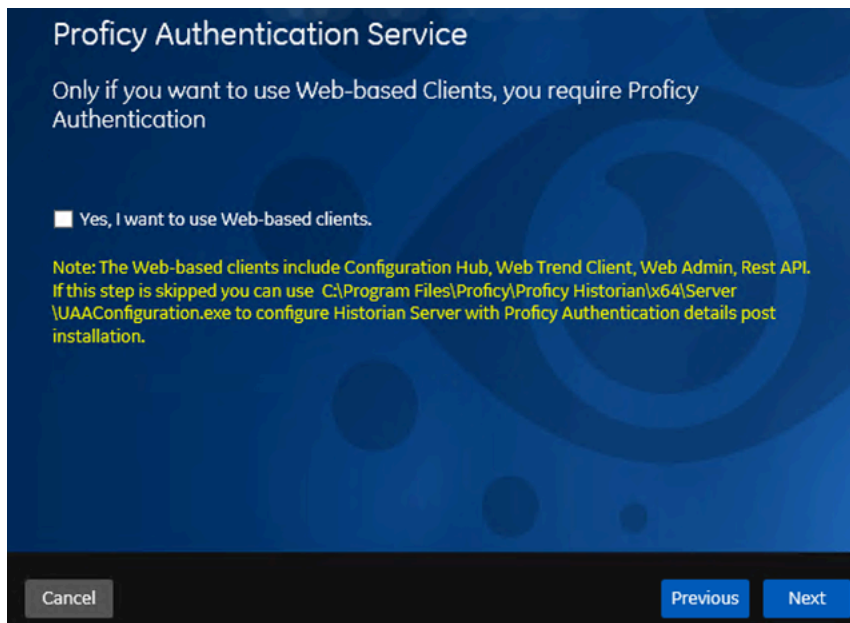 Proficy Authentication Service
Only if you want to use Web-based Clients, you require Proficy
Authentication
Yes, I want to use Web-based clients.
Note: The Web-based clients include Configuration Hub, Web Trend Client, Web Admin, Rest API.
If this step is skipped you can use C:\Program Files\Proficy\Proficy Historian\x64\Server
\UAAConfiguration.exe to configure Historian Server with Proficy Authentication details post
installation.
Cancel
Previous
Next